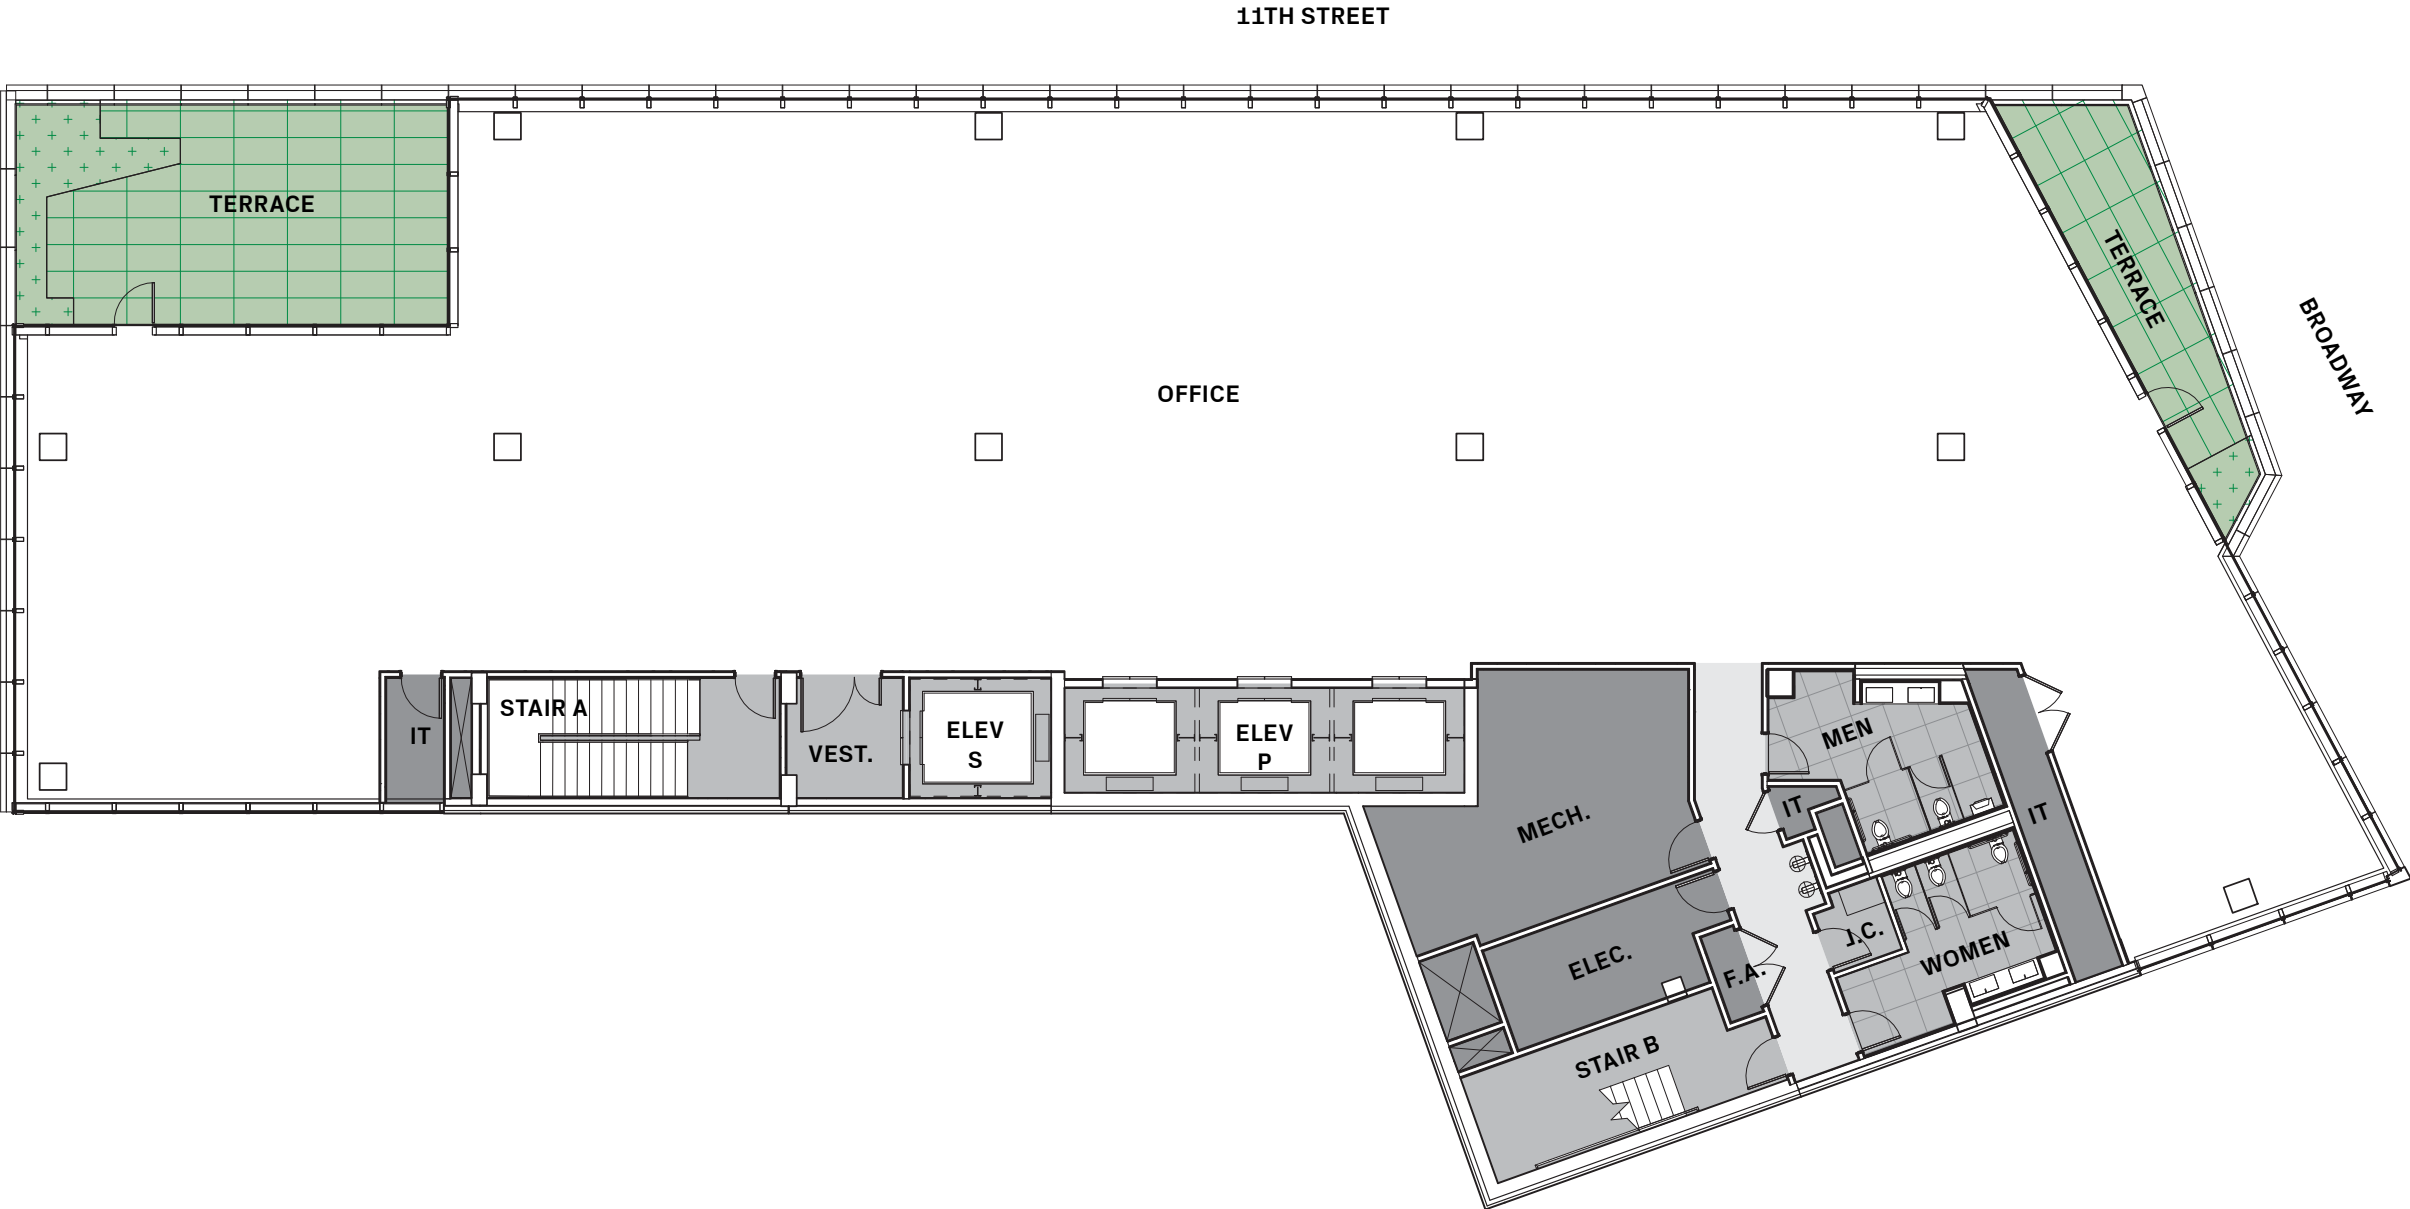 11TH STREET
TERRACE
TERRACE
BROADWAY
OFFICE
STAIR A
IT
VEST.
ELEV
S
ELEV
P
MEN
MECH.
IT
IT
J.C.
WOMEN
ELEC.
F.A.
STAIR B